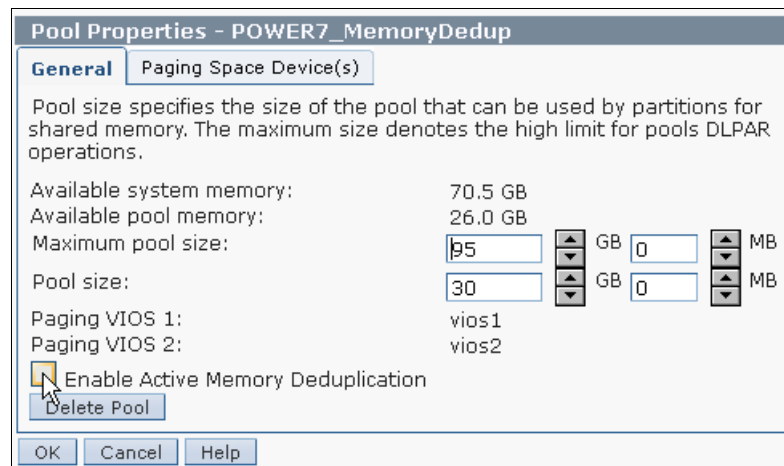 Pool Properties - POWER7_MemoryDedup
General Paging Space Device(s)
Pool size specifies the size of the pool that can be used by partitions for
shared memory. The maximum size denotes the high limit for pools DLPAR
operations.
Available system memory: 70.5 GB
Available pool memory: 26.0 GB
Maximum pool size: 95 GB 0 MB
Pool size: 30 GB 0 MB
Paging VIOS 1: vios1
Paging VIOS 2: vios2
Enable Active Memory Deduplication
Delete Pool
OK Cancel Help